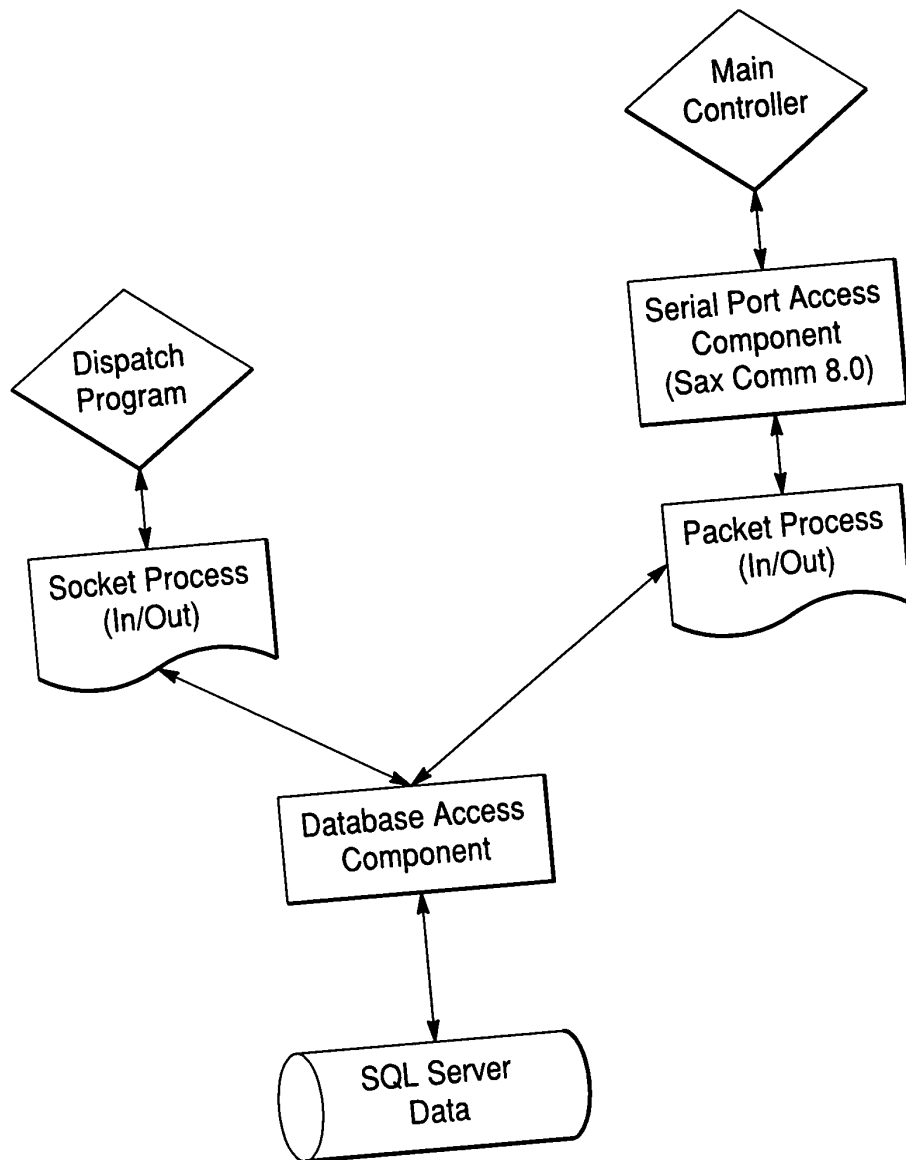 Main
Controller
Serial Port Access
Component
(Sax Comm 8.0)
Dispatch
Program
Packet Process
(In/Out)
Socket Process
(In/Out)
Database Access
Component
SQL Server
Data